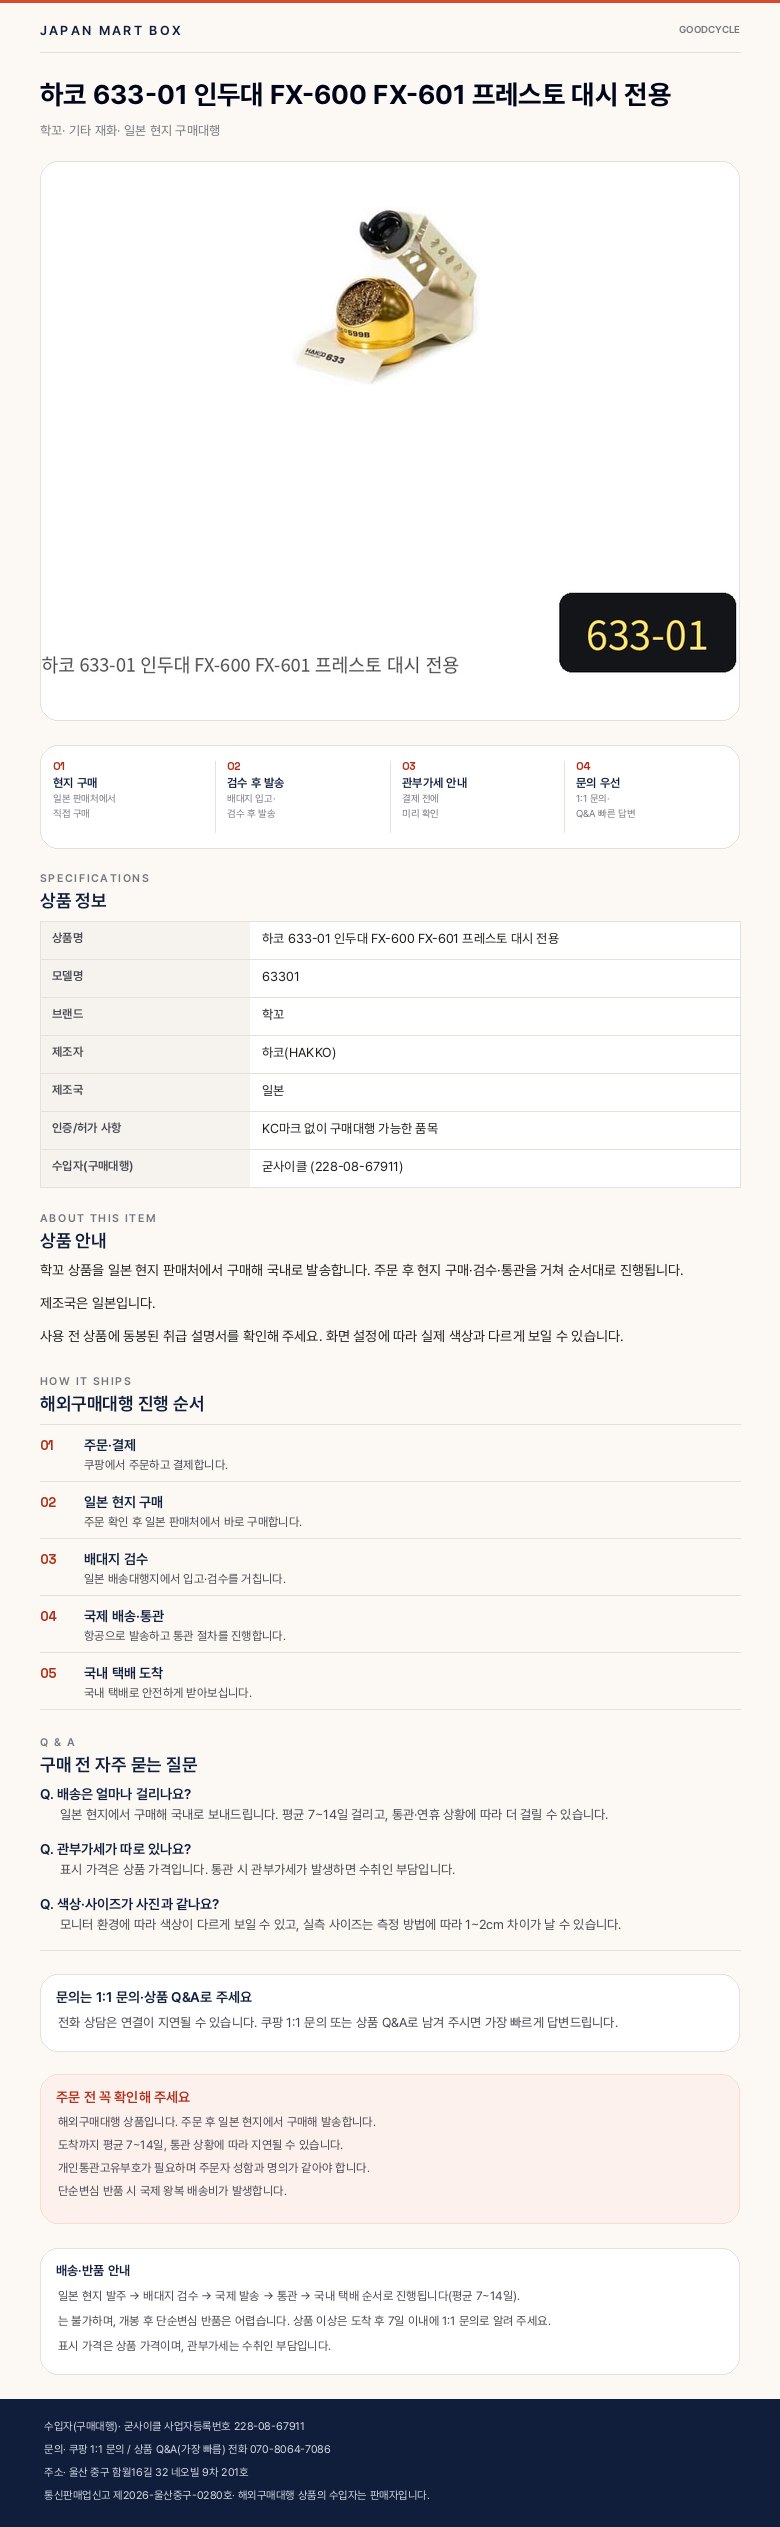 JAPAN MART BOX
GOODCYCLE
하코 633-01 인두대 FX-600 FX-601 프레스토 대시 전용
학꼬· 기타 재화· 일본 현지 구매대행
599B
HAKKO 633
633-01
하코 633-01 인두대 FX-600 FX-601 프레스토 대시 전용
01
현지 구매
일본 판매처에서
직접 구매
02
검수 후 발송
배대지 입고·
검수 후 발송
03
관부가세 안내
결제 전에
미리 확인
04
문의 우선
1:1 문의·
Q&A 빠른 답변
SPECIFICATIONS
상품 정보
상품명 하코 633-01 인두대 FX-600 FX-601 프레스토 대시 전용
모델명 63301
브랜드 학꼬
제조자 하코(HAKKO)
제조국 일본
인증/허가 사항 KC마크 없이 구매대행 가능한 품목
수입자(구매대행) 굳사이클 (228-08-67911)
ABOUT THIS ITEM
상품 안내
학꼬 상품을 일본 현지 판매처에서 구매해 국내로 발송합니다. 주문 후 현지 구매·검수·통관을 거쳐 순서대로 진행됩니다.
제조국은 일본입니다.
사용 전 상품에 동봉된 취급 설명서를 확인해 주세요. 화면 설정에 따라 실제 색상과 다르게 보일 수 있습니다.
HOW IT SHIPS
해외구매대행 진행 순서
01 주문·결제
쿠팡에서 주문하고 결제합니다.
02 일본 현지 구매
주문 확인 후 일본 판매처에서 바로 구매합니다.
03 배대지 검수
일본 배송대행지에서 입고·검수를 거칩니다.
04 국제 배송·통관
항공으로 발송하고 통관 절차를 진행합니다.
05 국내 택배 도착
국내 택배로 안전하게 받아보십니다.
Q & A
구매 전 자주 묻는 질문
Q. 배송은 얼마나 걸리나요?
일본 현지에서 구매해 국내로 보내드립니다. 평균 7~14일 걸리고, 통관·연휴 상황에 따라 더 걸릴 수 있습니다.
Q. 관부가세가 따로 있나요?
표시 가격은 상품 가격입니다. 통관 시 관부가세가 발생하면 수취인 부담입니다.
Q. 색상·사이즈가 사진과 같나요?
모니터 환경에 따라 색상이 다르게 보일 수 있고, 실측 사이즈는 측정 방법에 따라 1~2cm 차이가 날 수 있습니다.
문의는 1:1 문의·상품 Q&A로 주세요
전화 상담은 연결이 지연될 수 있습니다. 쿠팡 1:1 문의 또는 상품 Q&A로 남겨 주시면 가장 빠르게 답변드립니다.
주문 전 꼭 확인해 주세요
해외구매대행 상품입니다. 주문 후 일본 현지에서 구매해 발송합니다.
도착까지 평균 7~14일, 통관 상황에 따라 지연될 수 있습니다.
개인통관고유부호가 필요하며 주문자 성함과 명의가 같아야 합니다.
단순변심 반품 시 국제 왕복 배송비가 발생합니다.
배송·반품 안내
일본 현지 발주 → 배대지 검수 → 국제 발송 → 통관 → 국내 택배 순서로 진행됩니다(평균 7~14일).
는 불가하며, 개봉 후 단순변심 반품은 어렵습니다. 상품 이상은 도착 후 7일 이내에 1:1 문의로 알려 주세요.
표시 가격은 상품 가격이며, 관부가세는 수취인 부담입니다.
수입자(구매대행)· 굳사이클 사업자등록번호 228-08-67911
문의· 쿠팡 1:1 문의 / 상품 Q&A(가장 빠름) 전화 070-8064-7086
주소· 울산 중구 함월16길 32 네오빌 9차 201호
통신판매업신고 제2026-울산중구-0280호· 해외구매대행 상품의 수입자는 판매자입니다.